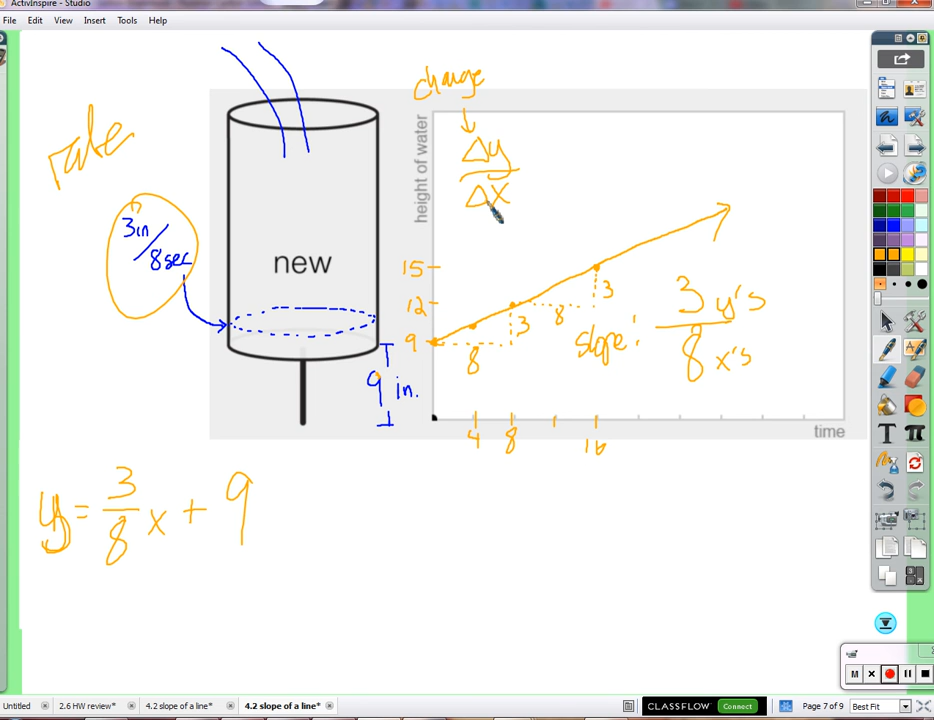 ActivInspire - Studio
File Edit View Insert Tools Help
rate
3in/8sec
new
9 in.
change
Δy/Δx
height of water
15
12
9
8
3
8
3
slope:
3 y's
8 x's
4 8 16
time
y = 3/8 x + 9
Untitled 2.6 HW review* 4.2 slope of a line* 4.2 slope of a line*
CLASSFLOW Connect
Page 7 of 9 Best Fit
M